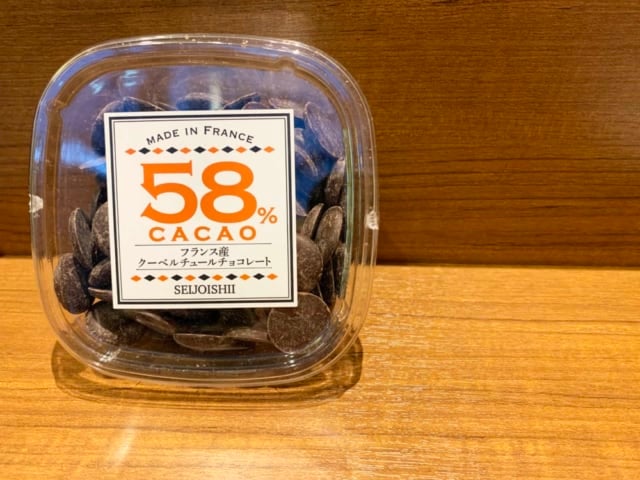 MADE IN FRANCE
58%
CACAO
フランス産
クーベルチュールチョコレート
SEIJOISHII